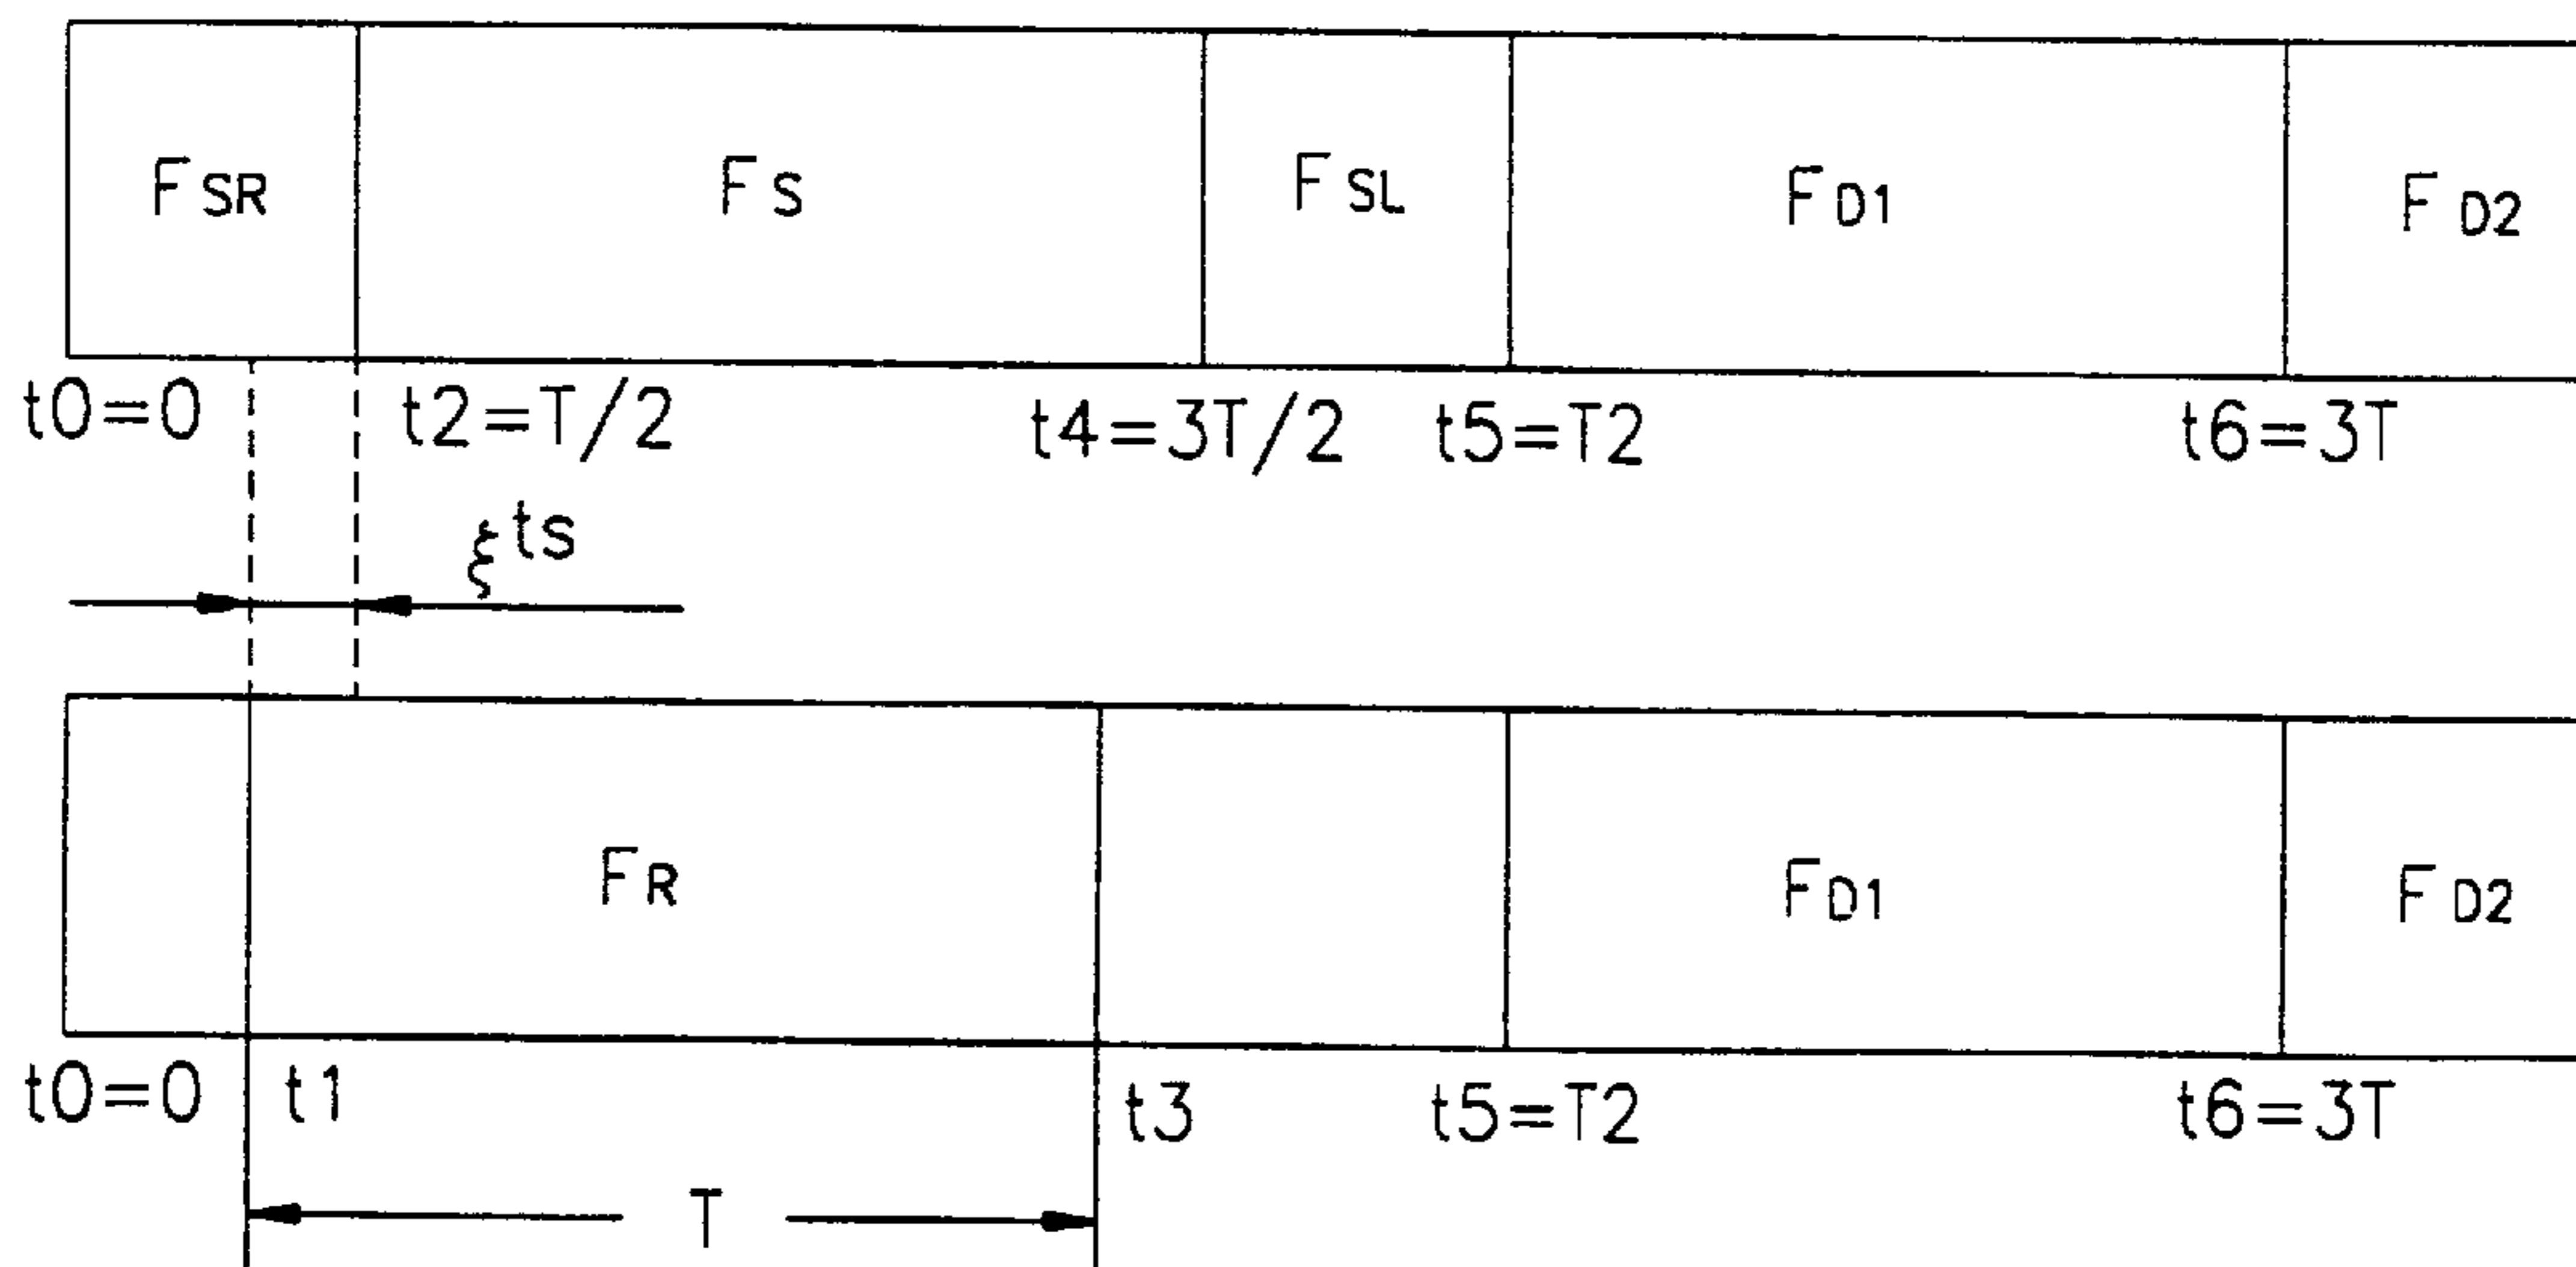 FSR FS FSL FD1 FD2
t0=0 t2=T/2 t4=3T/2 t5=T2 t6=3T
ξts
FR FD1 FD2
t0=0 t1 t3 t5=T2 t6=3T
T